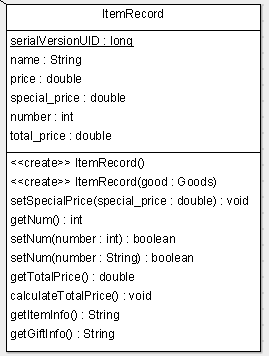 ItemRecord
serialVersionUID : long
name : String
price : double
special_price : double
number : int
total_price : double
<<create>> ItemRecord()
<<create>> ItemRecord(good : Goods)
setSpecialPrice(special_price : double) : void
getNum() : int
setNum(number : int) : boolean
setNum(number : String) : boolean
getTotalPrice() : double
calculateTotalPrice() : void
getItemInfo() : String
getGiftInfo() : String